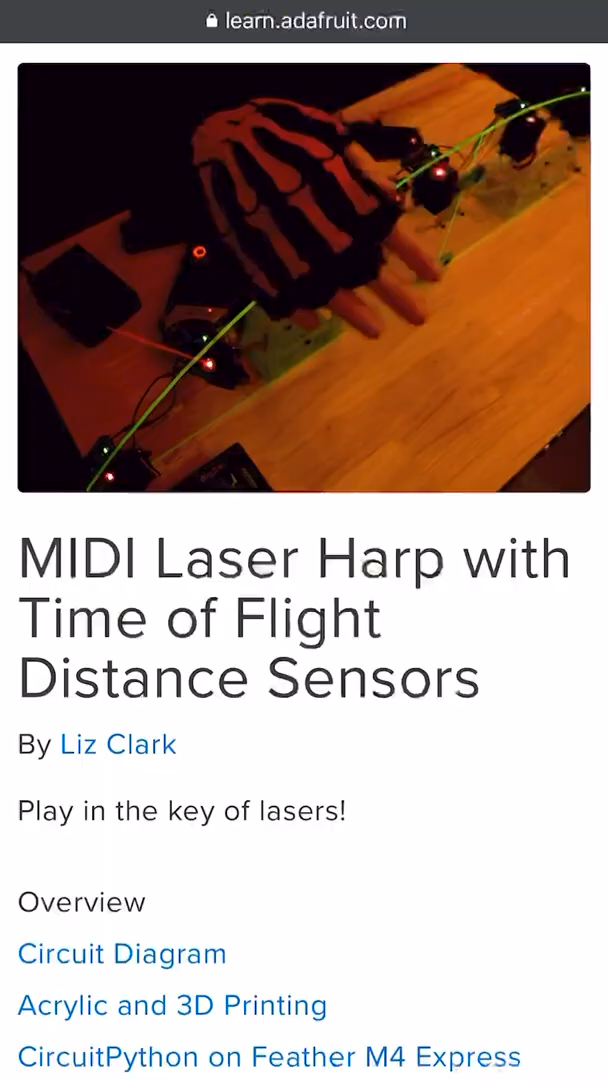 learn.adafruit.com
MIDI Laser Harp with
Time of Flight
Distance Sensors
By Liz Clark
Play in the key of lasers!
Overview
Circuit Diagram
Acrylic and 3D Printing
CircuitPython on Feather M4 Express